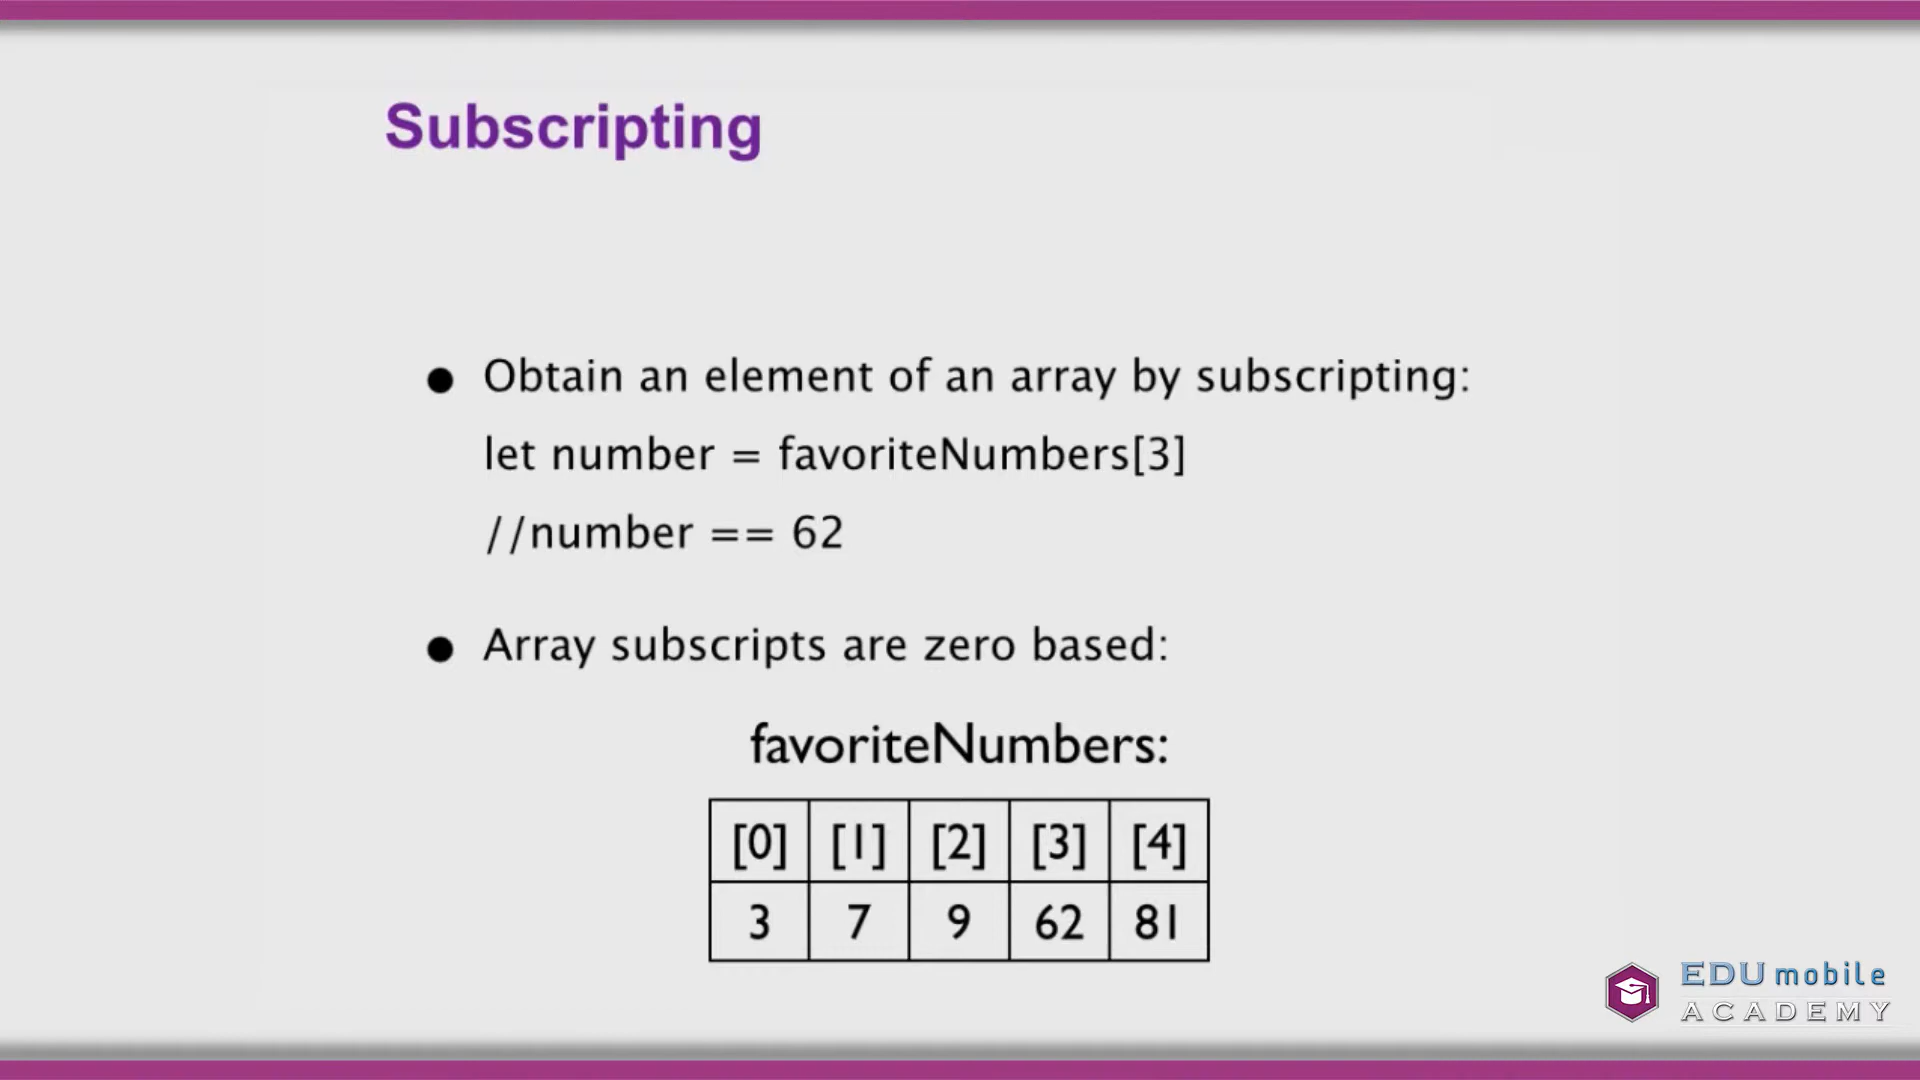 Subscripting
● Obtain an element of an array by subscripting:
let number = favoriteNumbers[3]
//number == 62
● Array subscripts are zero based:
favoriteNumbers:
[0] [1] [2] [3] [4]
3 7 9 62 81
EDU mobile
ACADEMY